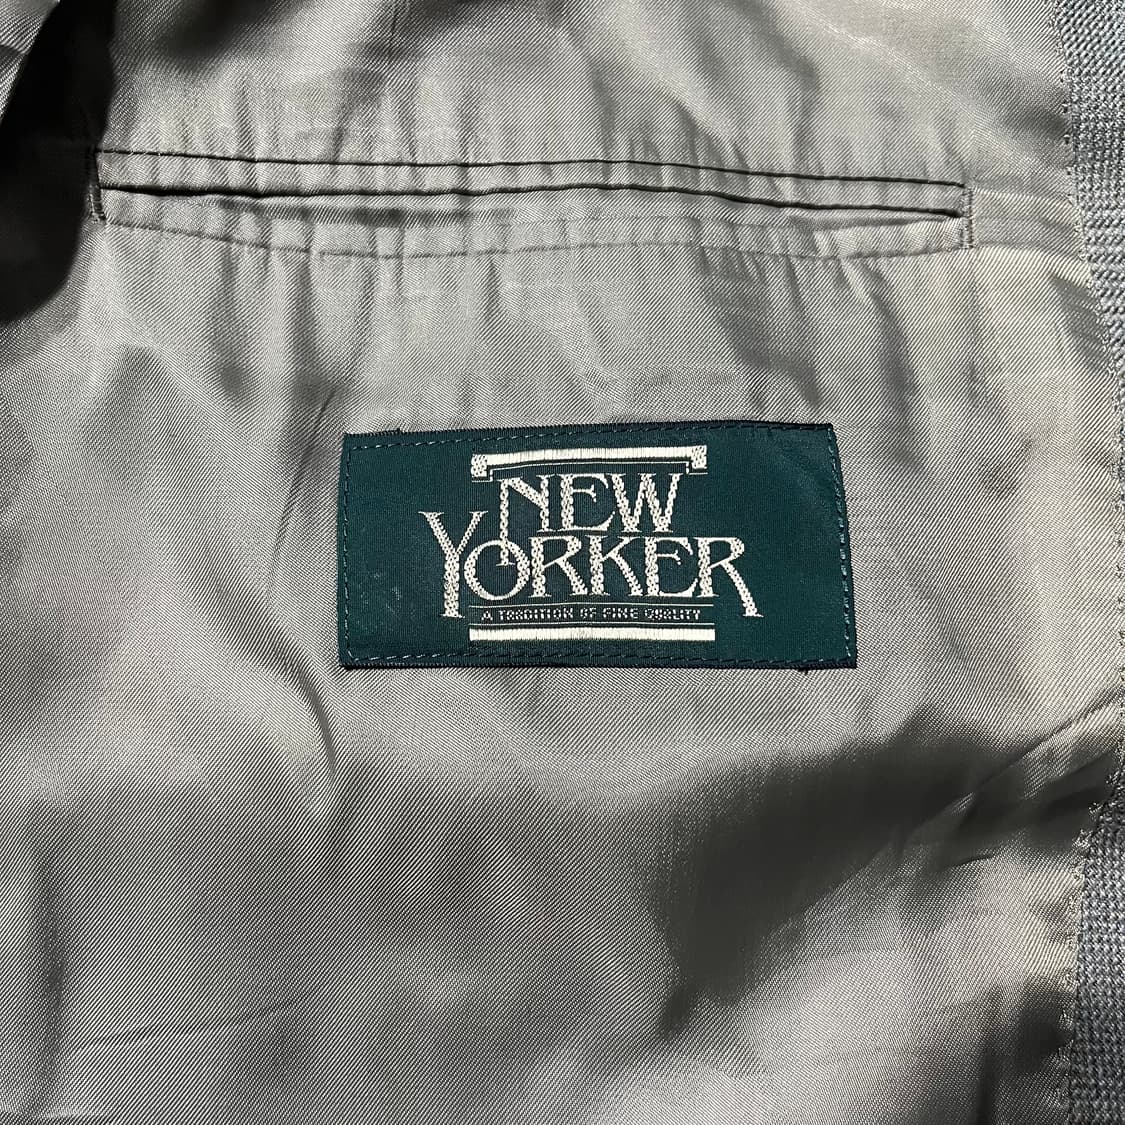 NEW
YORKER
A TRADITION OF FINE QUALITY